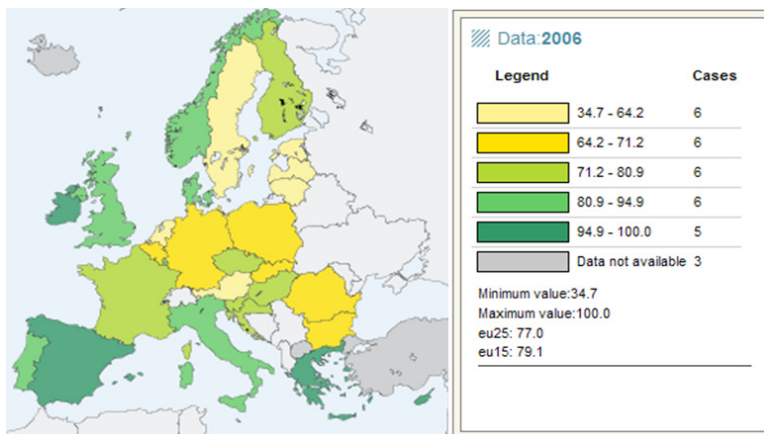 Data:2006
Legend Cases
34.7 - 64.2 6
64.2 - 71.2 6
71.2 - 80.9 6
80.9 - 94.9 6
94.9 - 100.0 5
Data not available 3
Minimum value:34.7
Maximum value:100.0
eu25: 77.0
eu15: 79.1